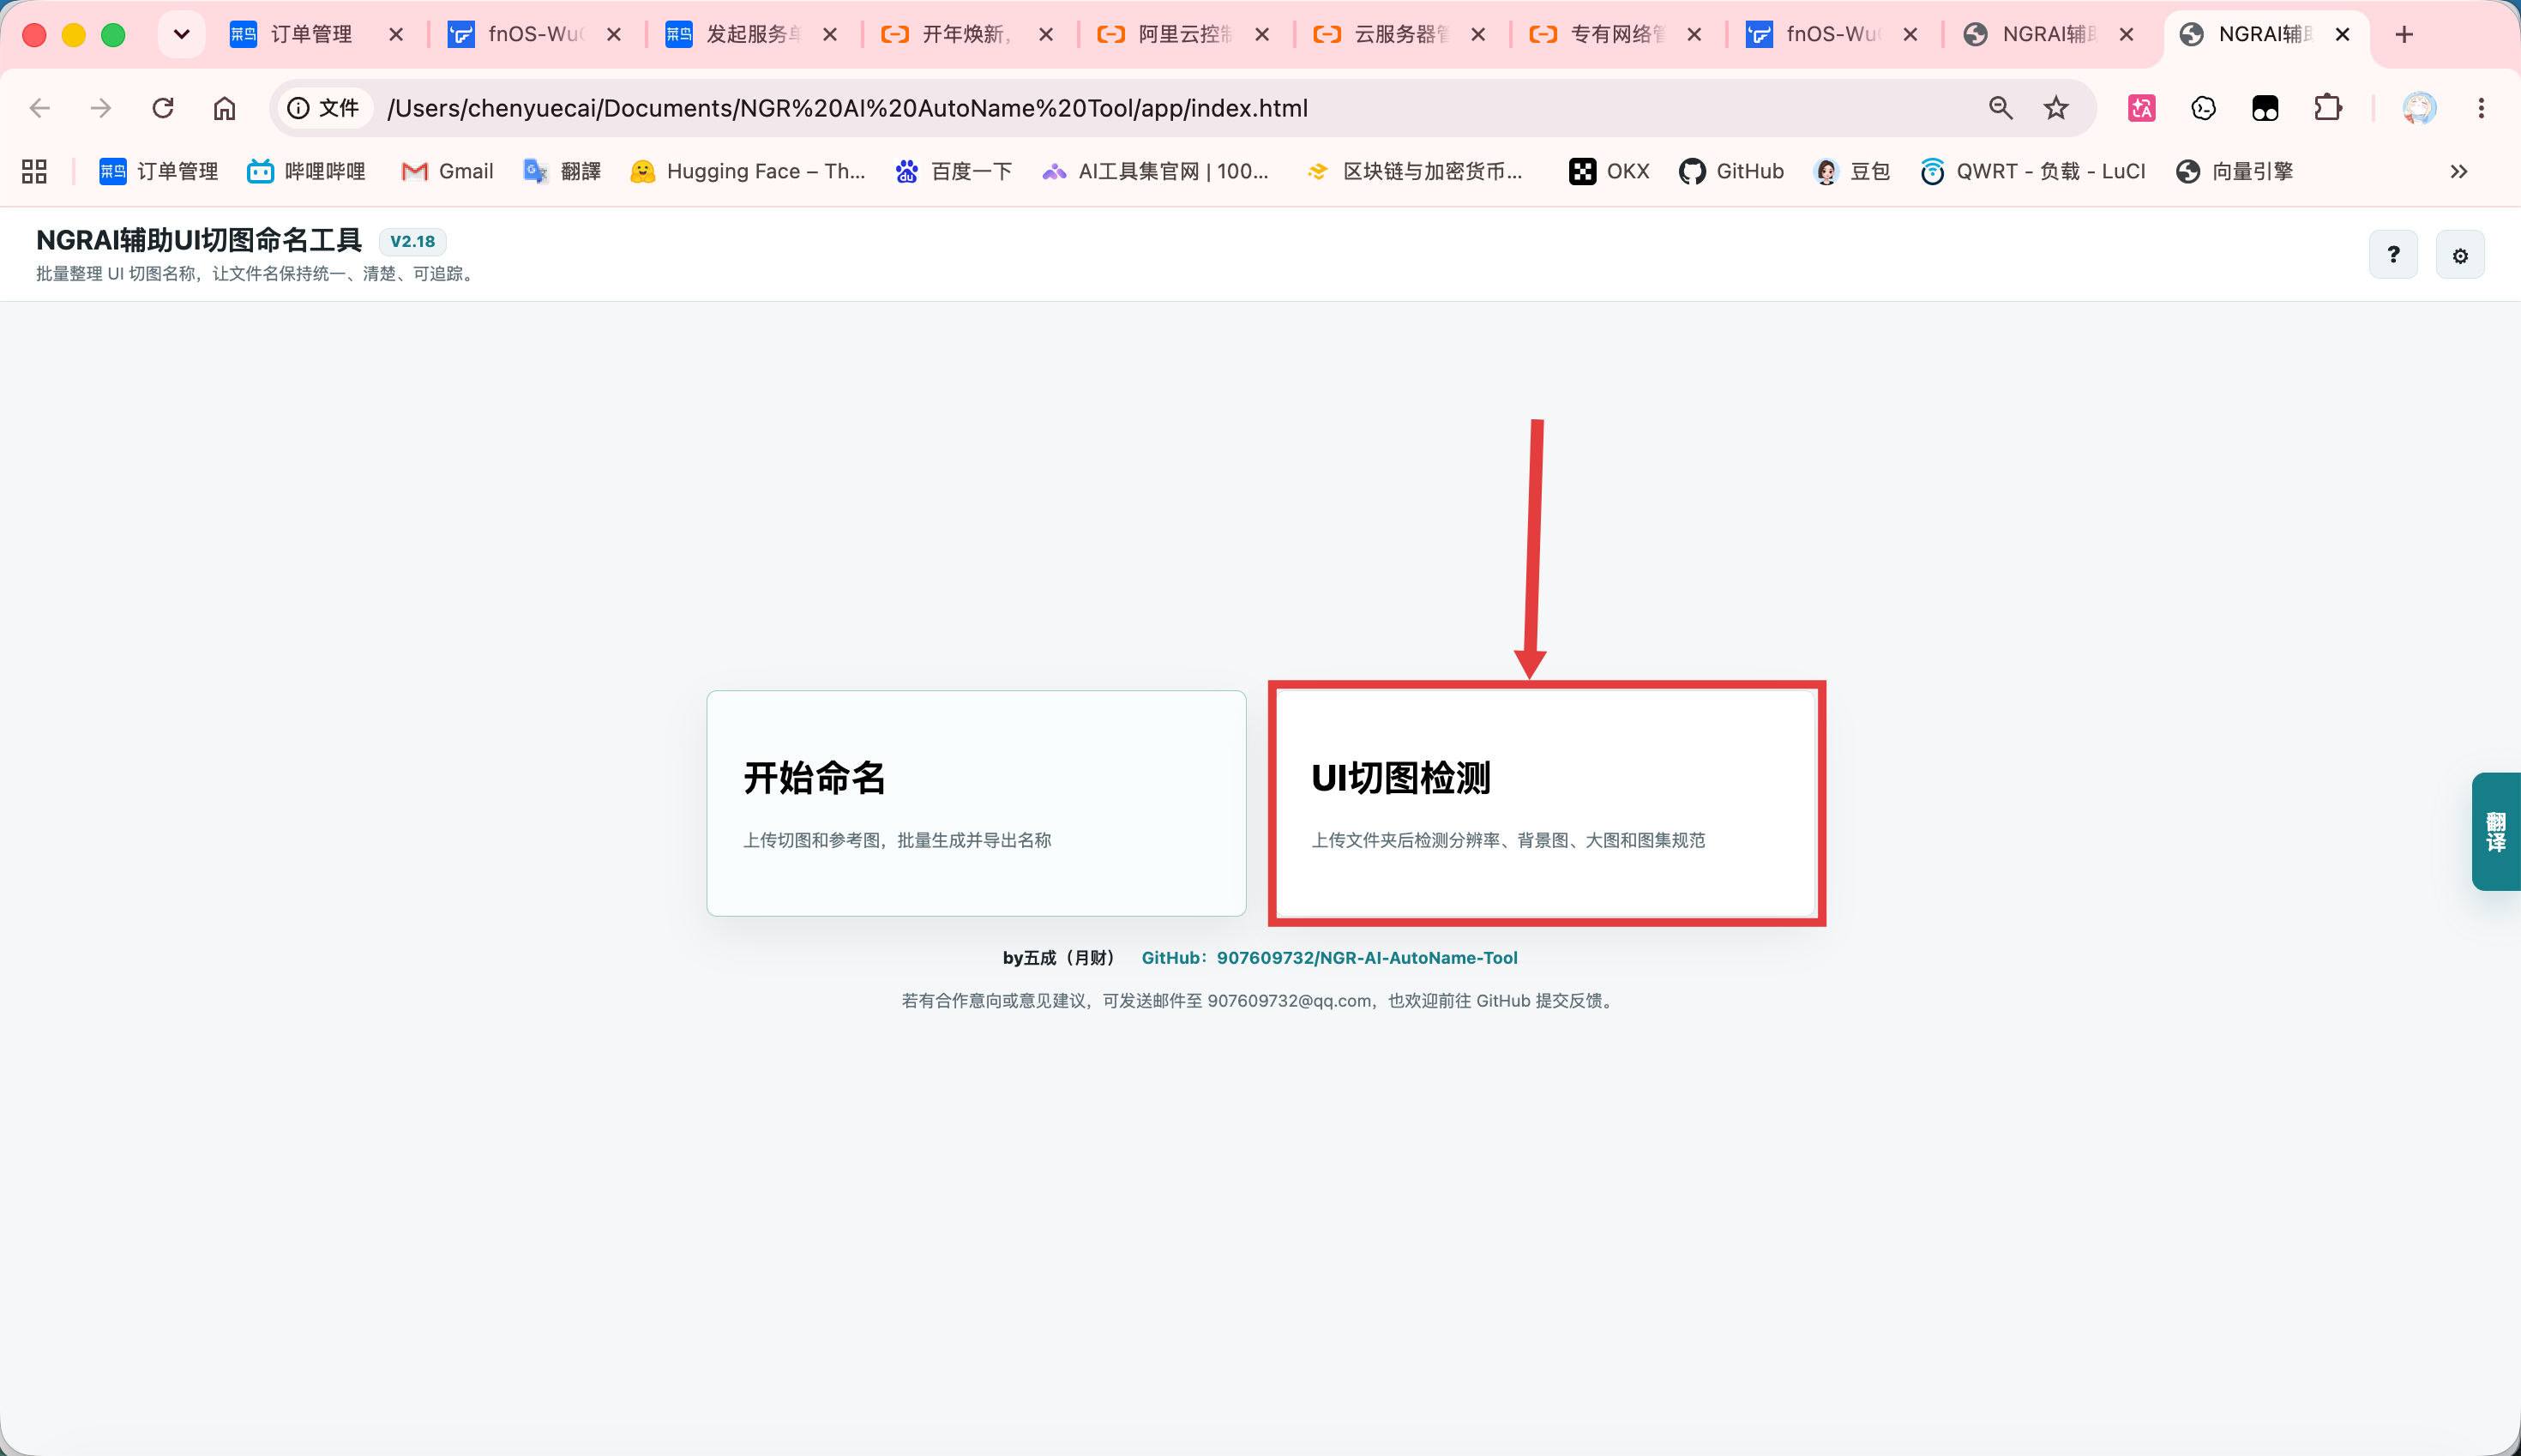 订单管理
fnOS-Wu
发起服务单
开年焕新,
阿里云控制
云服务器管
专有网络管
fnOS-Wu
NGRAI辅助
NGRAI辅助
文件 /Users/chenyuecai/Documents/NGR%20AI%20AutoName%20Tool/app/index.html
菜鸟 订单管理
哔哩哔哩
Gmail
翻譯
Hugging Face – Th...
百度一下
AI工具集官网 | 100...
区块链与加密货币...
OKX
GitHub
豆包
QWRT - 负载 - LuCI
向量引擎
NGRAI辅助UI切图命名工具 V2.18
批量整理 UI 切图名称，让文件名保持统一、清楚、可追踪。
?
开始命名
上传切图和参考图，批量生成并导出名称
UI切图检测
上传文件夹后检测分辨率、背景图、大图和图集规范
翻译
by五成（月财） GitHub：907609732/NGR-AI-AutoName-Tool
若有合作意向或意见建议，可发送邮件至 907609732@qq.com，也欢迎前往 GitHub 提交反馈。